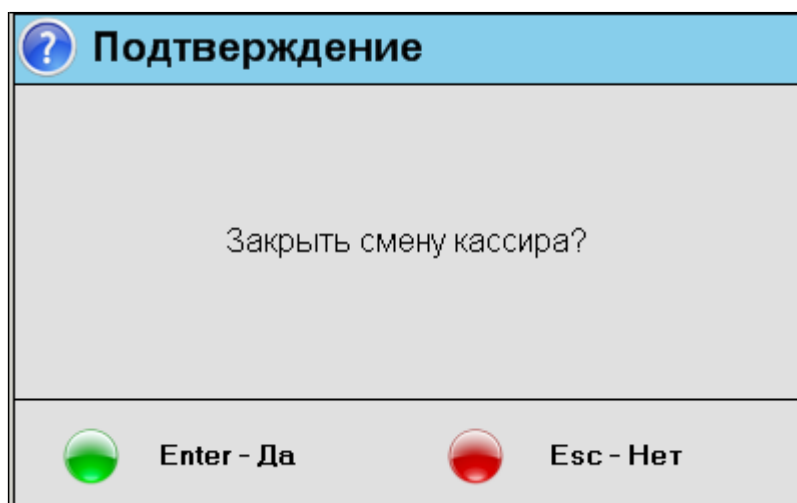 Подтверждение
Закрыть смену кассира?
Enter - Да
Esc - Нет